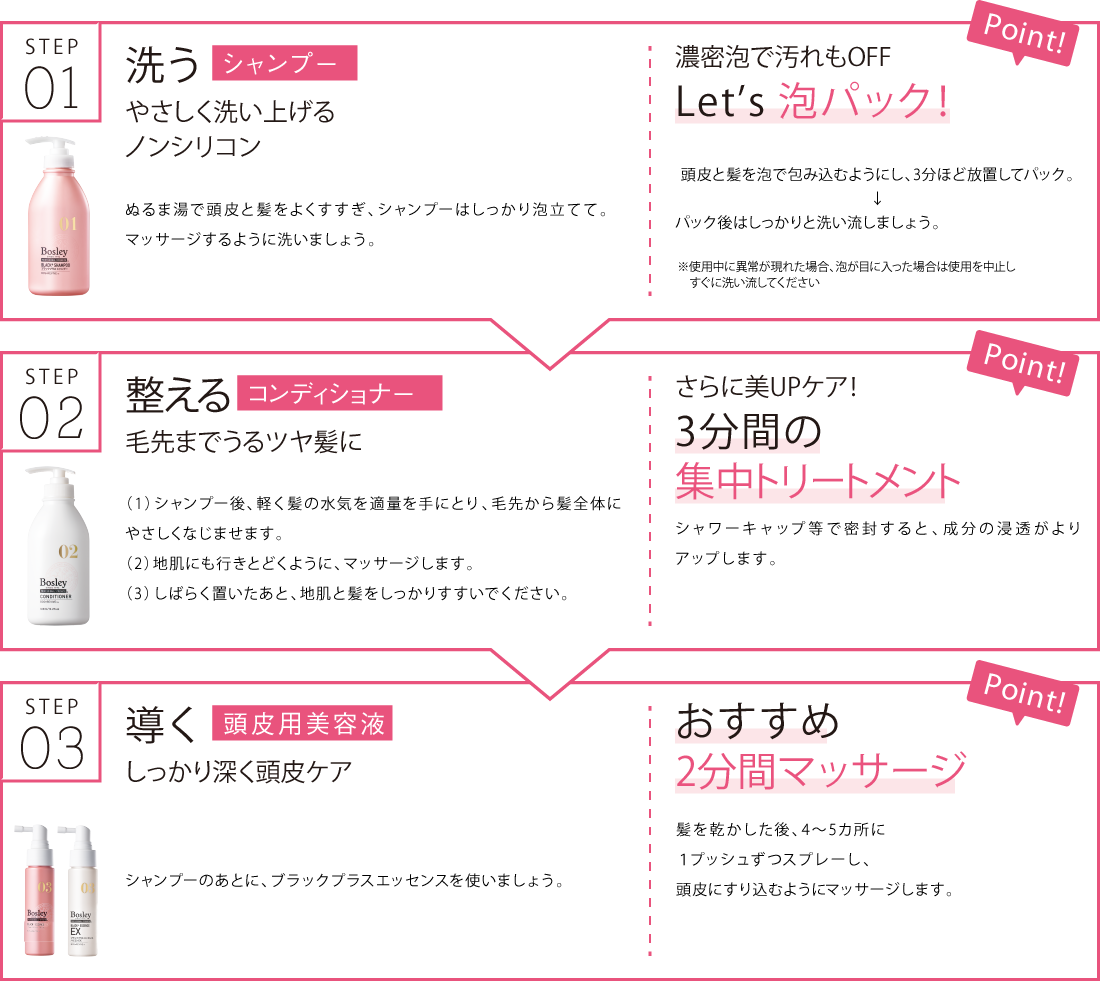 STEP
01
洗う シャンプー
やさしく洗い上げる
ノンシリコン
ぬるま湯で頭皮と髪をよくすすぎ、シャンプーはしっかり泡立てて。
マッサージするように洗いましょう。
01
Bosley
BLACK+ SHAMPOO
Point!
濃密泡で汚れもOFF
Let's 泡パック!
頭皮と髪を泡で包み込むようにし、3分ほど放置してパック。
↓
パック後はしっかりと洗い流しましょう。
※使用中に異常が現れた場合、泡が目に入った場合は使用を中止し
すぐに洗い流してください
STEP
02
整える コンディショナー
毛先までうるツヤ髪に
(1)シャンプー後、軽く髪の水気を適量を手にとり、毛先から髪全体に
やさしくなじませます。
(2)地肌にも行きとどくように、マッサージします。
(3)しばらく置いたあと、地肌と髪をしっかりすすいでください。
02
Bosley
CONDITIONER
Point!
さらに美UPケア!
3分間の
集中トリートメント
シャワーキャップ等で密封すると、成分の浸透がより
アップします。
STEP
03
導く 頭皮用美容液
しっかり深く頭皮ケア
シャンプーのあとに、ブラックプラスエッセンスを使いましょう。
03
Bosley
Bosley
EX
Point!
おすすめ
2分間マッサージ
髪を乾かした後、4〜5カ所に
1プッシュずつスプレーし、
頭皮にすり込むようにマッサージします。